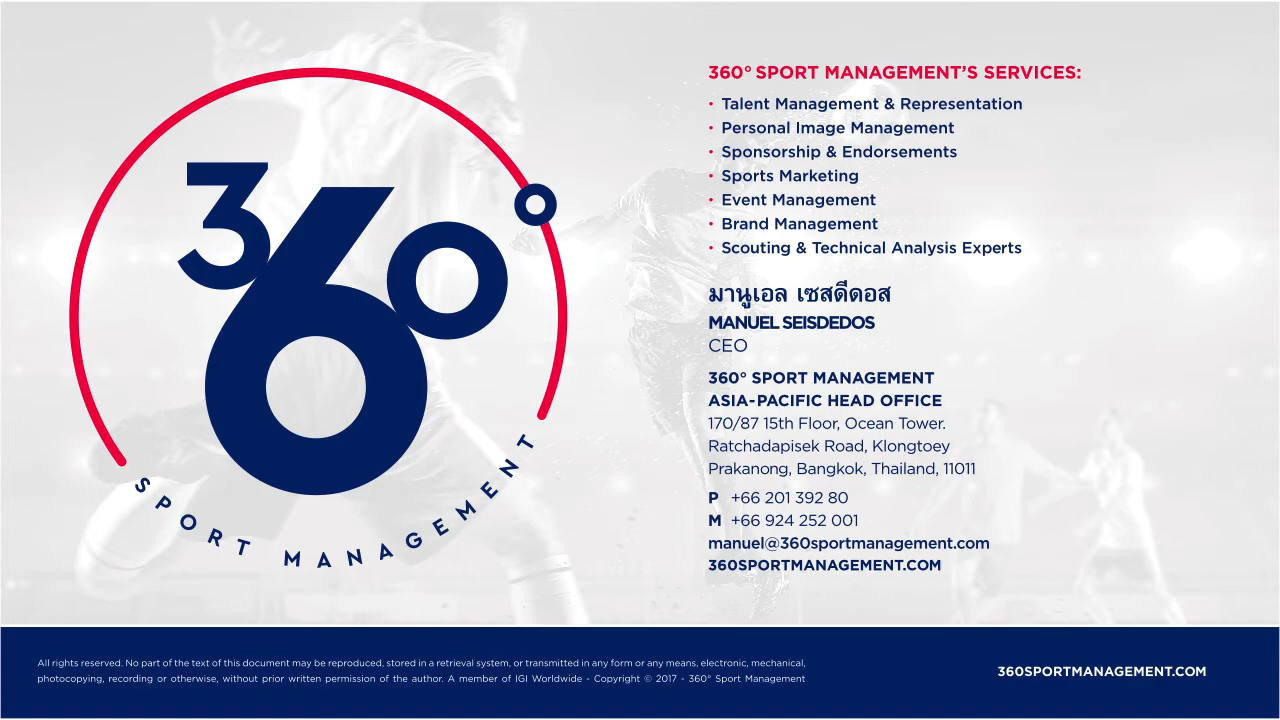 360°
SPORT MANAGEMENT
360° SPORT MANAGEMENT’S SERVICES:
• Talent Management & Representation
• Personal Image Management
• Sponsorship & Endorsements
• Sports Marketing
• Event Management
• Brand Management
• Scouting & Technical Analysis Experts
มานูเอล เซสดีดอส
MANUEL SEISDEDOS
CEO
360° SPORT MANAGEMENT
ASIA-PACIFIC HEAD OFFICE
170/87 15th Floor, Ocean Tower.
Ratchadapisek Road, Klongtoey
Prakanong, Bangkok, Thailand, 11011
P +66 201 392 80
M +66 924 252 001
manuel@360sportmanagement.com
360SPORTMANAGEMENT.COM
All rights reserved. No part of the text of this document may be reproduced, stored in a retrieval system, or transmitted in any form or any means, electronic, mechanical,
photocopying, recording or otherwise, without prior written permission of the author. A member of IGI Worldwide - Copyright © 2017 - 360° Sport Management
360SPORTMANAGEMENT.COM